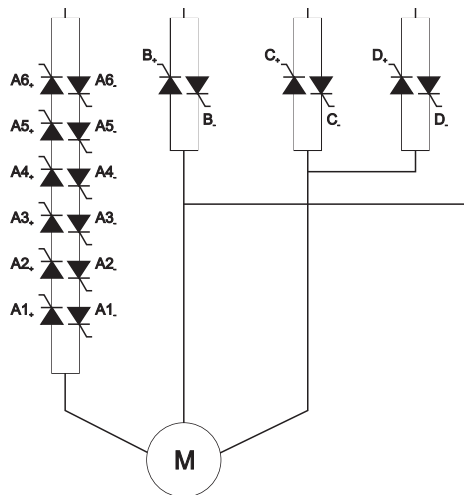 B₊ C₊ D₊
A6₊ A6₋
B₋ C₋ D₋
A5₊ A5₋
A4₊ A4₋
A3₊ A3₋
A2₊ A2₋
A1₊ A1₋
M